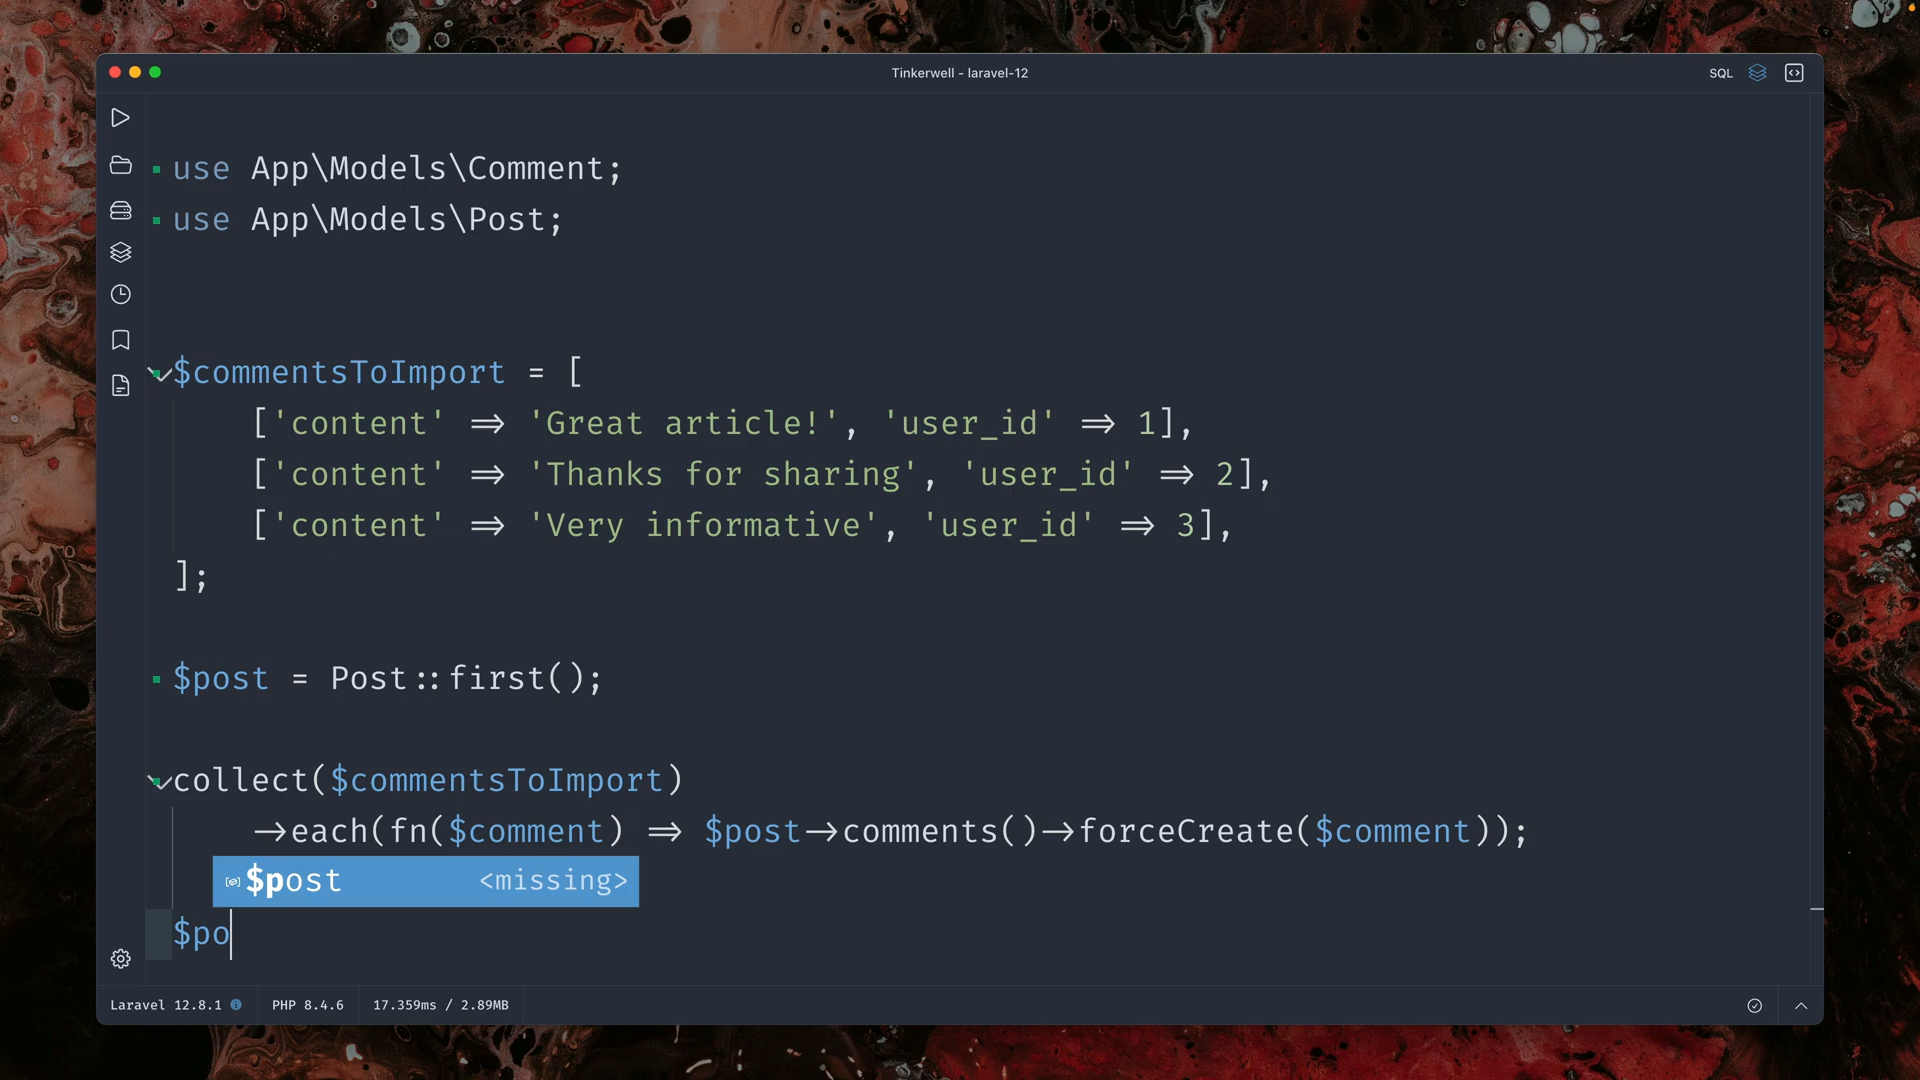 Tinkerwell - laravel-12
SQL
use App\Models\Comment;
use App\Models\Post;
$commentsToImport = [
    ['content' => 'Great article!', 'user_id' => 1],
    ['content' => 'Thanks for sharing', 'user_id' => 2],
    ['content' => 'Very informative', 'user_id' => 3],
];
$post = Post::first();
collect($commentsToImport)
    ->each(fn($comment) => $post->comments()->forceCreate($comment));
$post <missing>
$po
Laravel 12.8.1 PHP 8.4.6 17.359ms / 2.89MB